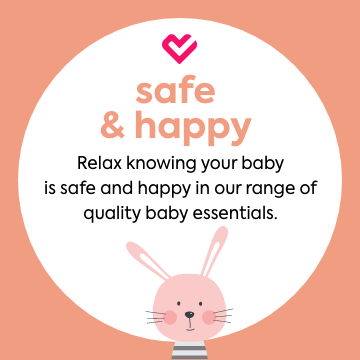 safe
& happy
Relax knowing your baby
is safe and happy in our range of
quality baby essentials.